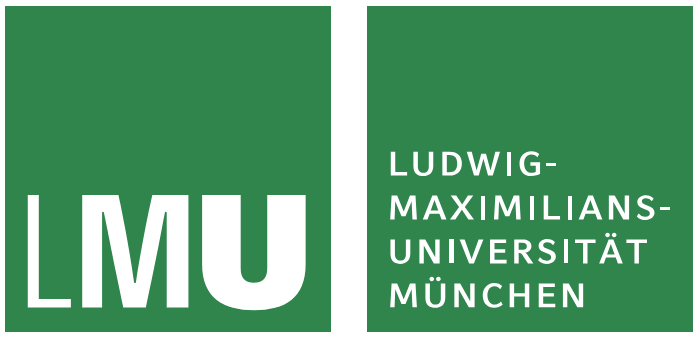 LMU
LUDWIG-
MAXIMILIANS-
UNIVERSITÄT
MÜNCHEN